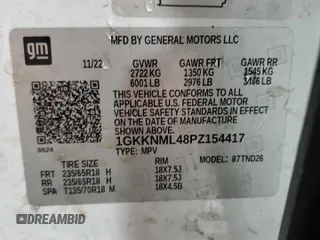 gm
MFD BY GENERAL MOTORS LLC
11/22 GVWR GAWR FRT GAWR RR
2722 KG 1350 KG 1545 KG
6001 LB 2976 LB 3406 LB
THIS VEHICLE CONFORMS TO ALL
APPLICABLE U.S. FEDERAL MOTOR
VEHICLE SAFETY STANDARDS
IN EFFECT ON THE DATE OF
MANUFACTURE SHOWN ABOVE.
1GKKNML48PZ154417
8624 TYPE: MPV MODEL: 87TND26
TIRE SIZE RIM
FRT 235/65R18 H 18X7.5J
RR 235/65R18 H 18X7.5J
SPA T135/70R18 M 18X4.5B
DREAMBID